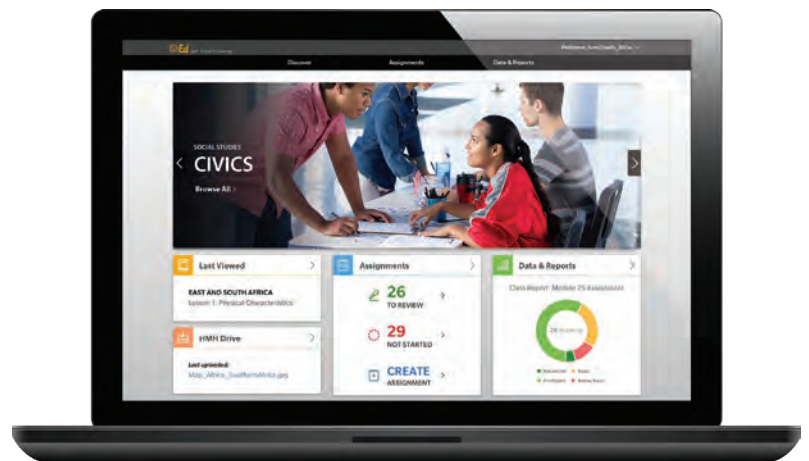 Ed
Discover Assignments Data & Reports
SOCIAL STUDIES
CIVICS
Browse All
Last Viewed
EAST AND SOUTH AFRICA
Lesson 1: Physical Characteristics
HMH Drive
Last uploaded:
Map_Africa_SouthernAfrica.jpg
Assignments
26
TO REVIEW
29
NOT STARTED
CREATE
ASSIGNMENT
Data & Reports
Class Report: Module 25 Assessment